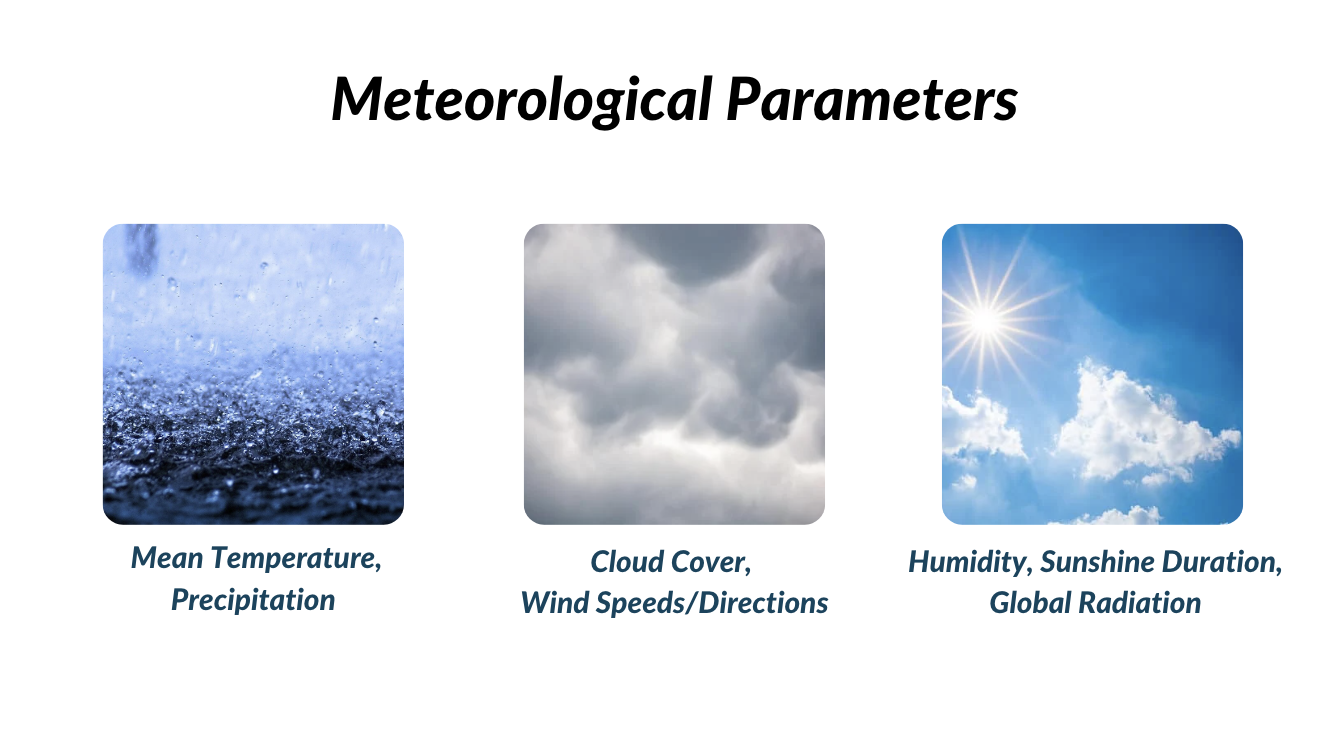 Meteorological Parameters
Mean Temperature,
Precipitation
Cloud Cover,
Wind Speeds/Directions
Humidity, Sunshine Duration,
Global Radiation